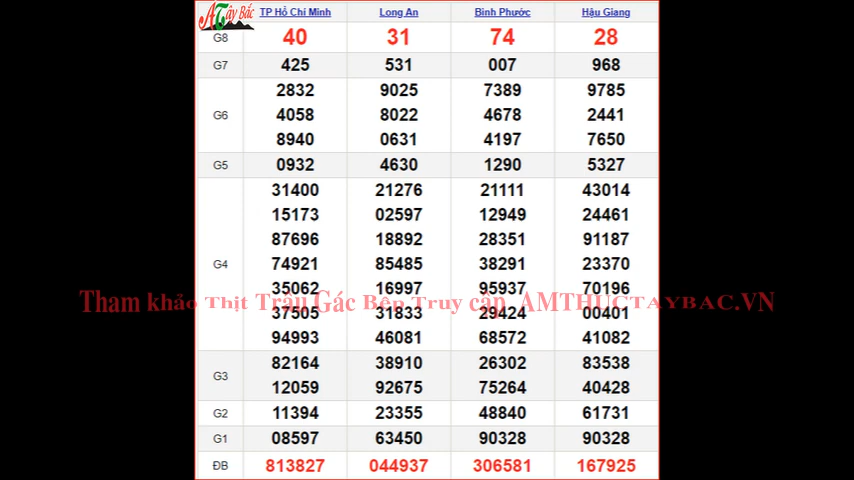 ATây Bắc
TP Hồ Chí Minh Long An Bình Phước Hậu Giang
G8 40 31 74 28
G7 425 531 007 968
2832 9025 7389 9785
G6 4058 8022 4678 2441
8940 0631 4197 7650
G5 0932 4630 1290 5327
31400 21276 21111 43014
15173 02597 12949 24461
87696 18892 28351 91187
G4 74921 85485 38291 23370
35062 16997 95937 70196
Tham khảo Thịt Trâu Gác Bếp Truy cập AMTHUCTAYBAC.VN
37505 31833 29424 00401
94993 46081 68572 41082
82164 38910 26302 83538
G3
12059 92675 75264 40428
G2 11394 23355 48840 61731
G1 08597 63450 90328 90328
ĐB 813827 044937 306581 167925